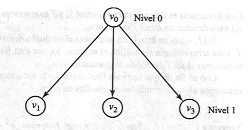 v₀ Nivel 0
v₁ v₂ v₃ Nivel 1